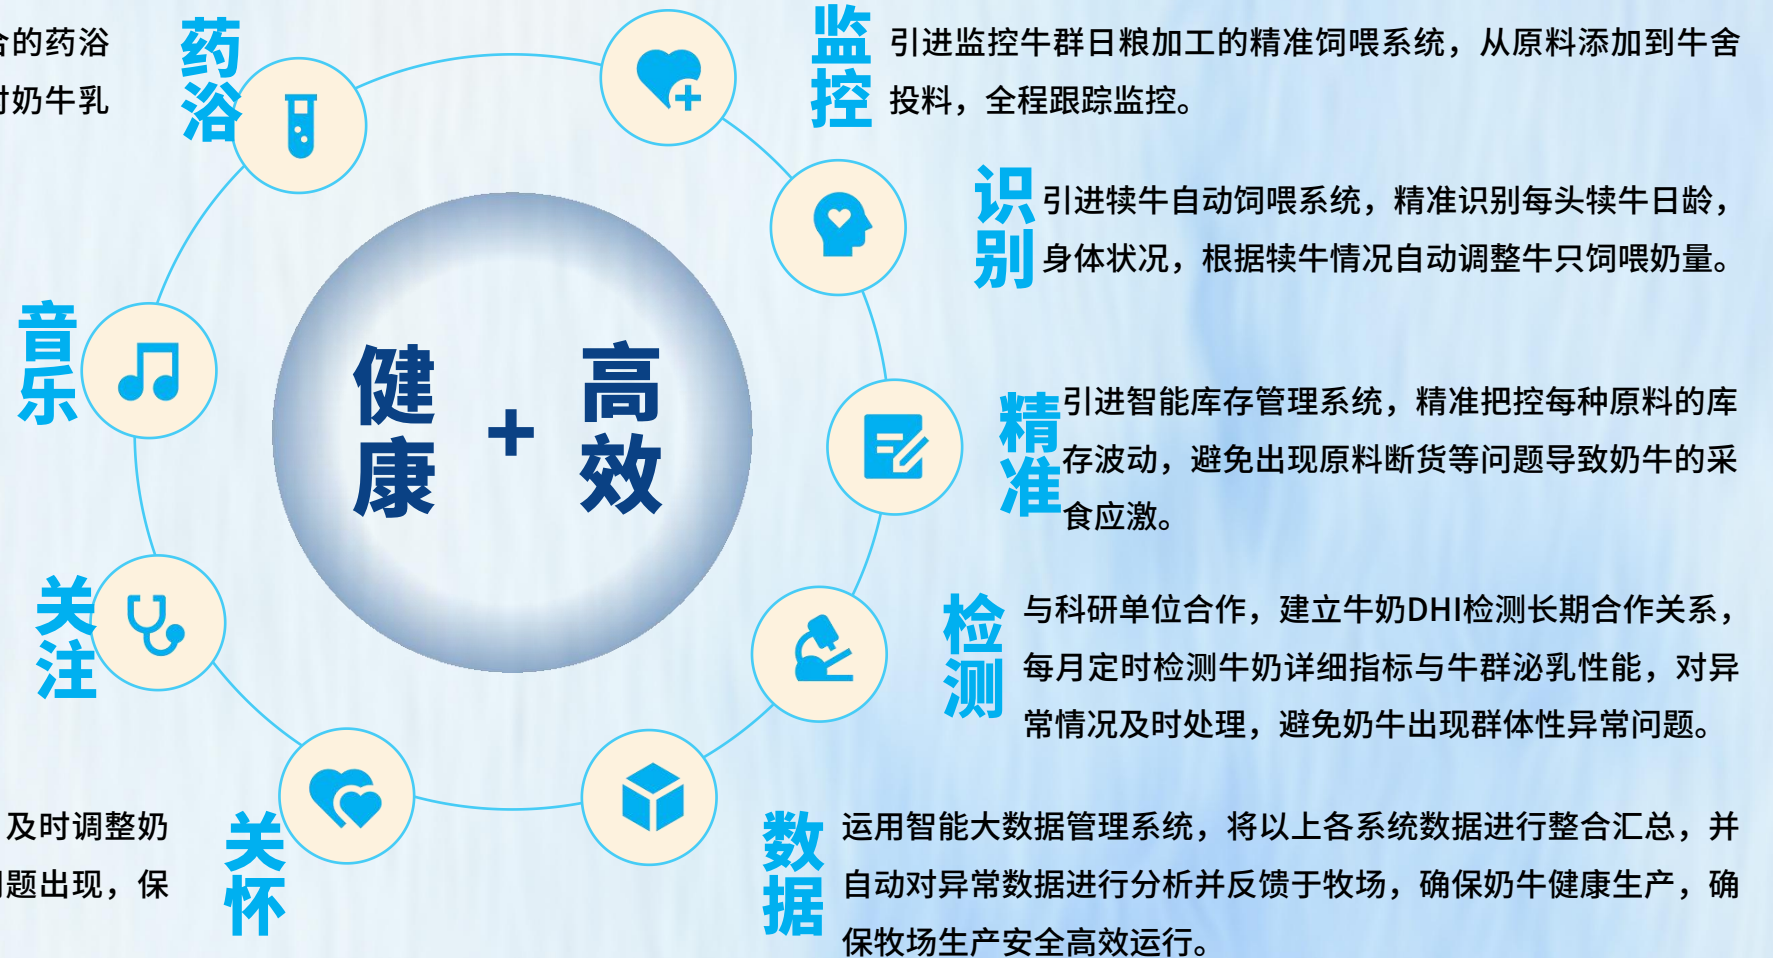 合的药浴
对奶牛乳
药浴
音乐
关注
及时调整奶
问题出现，保
关怀
健康
+
高效
监控
引进监控牛群日粮加工的精准饲喂系统，从原料添加到牛舍
投料，全程跟踪监控。
识别
引进犊牛自动饲喂系统，精准识别每头犊牛日龄，
身体状况，根据犊牛情况自动调整牛只饲喂奶量。
精准
引进智能库存管理系统，精准把控每种原料的库
存波动，避免出现原料断货等问题导致奶牛的采
食应激。
检测
与科研单位合作，建立牛奶DHI检测长期合作关系，
每月定时检测牛奶详细指标与牛群泌乳性能，对异
常情况及时处理，避免奶牛出现群体性异常问题。
数据
运用智能大数据管理系统，将以上各系统数据进行整合汇总，并
自动对异常数据进行分析并反馈于牧场，确保奶牛健康生产，确
保牧场生产安全高效运行。